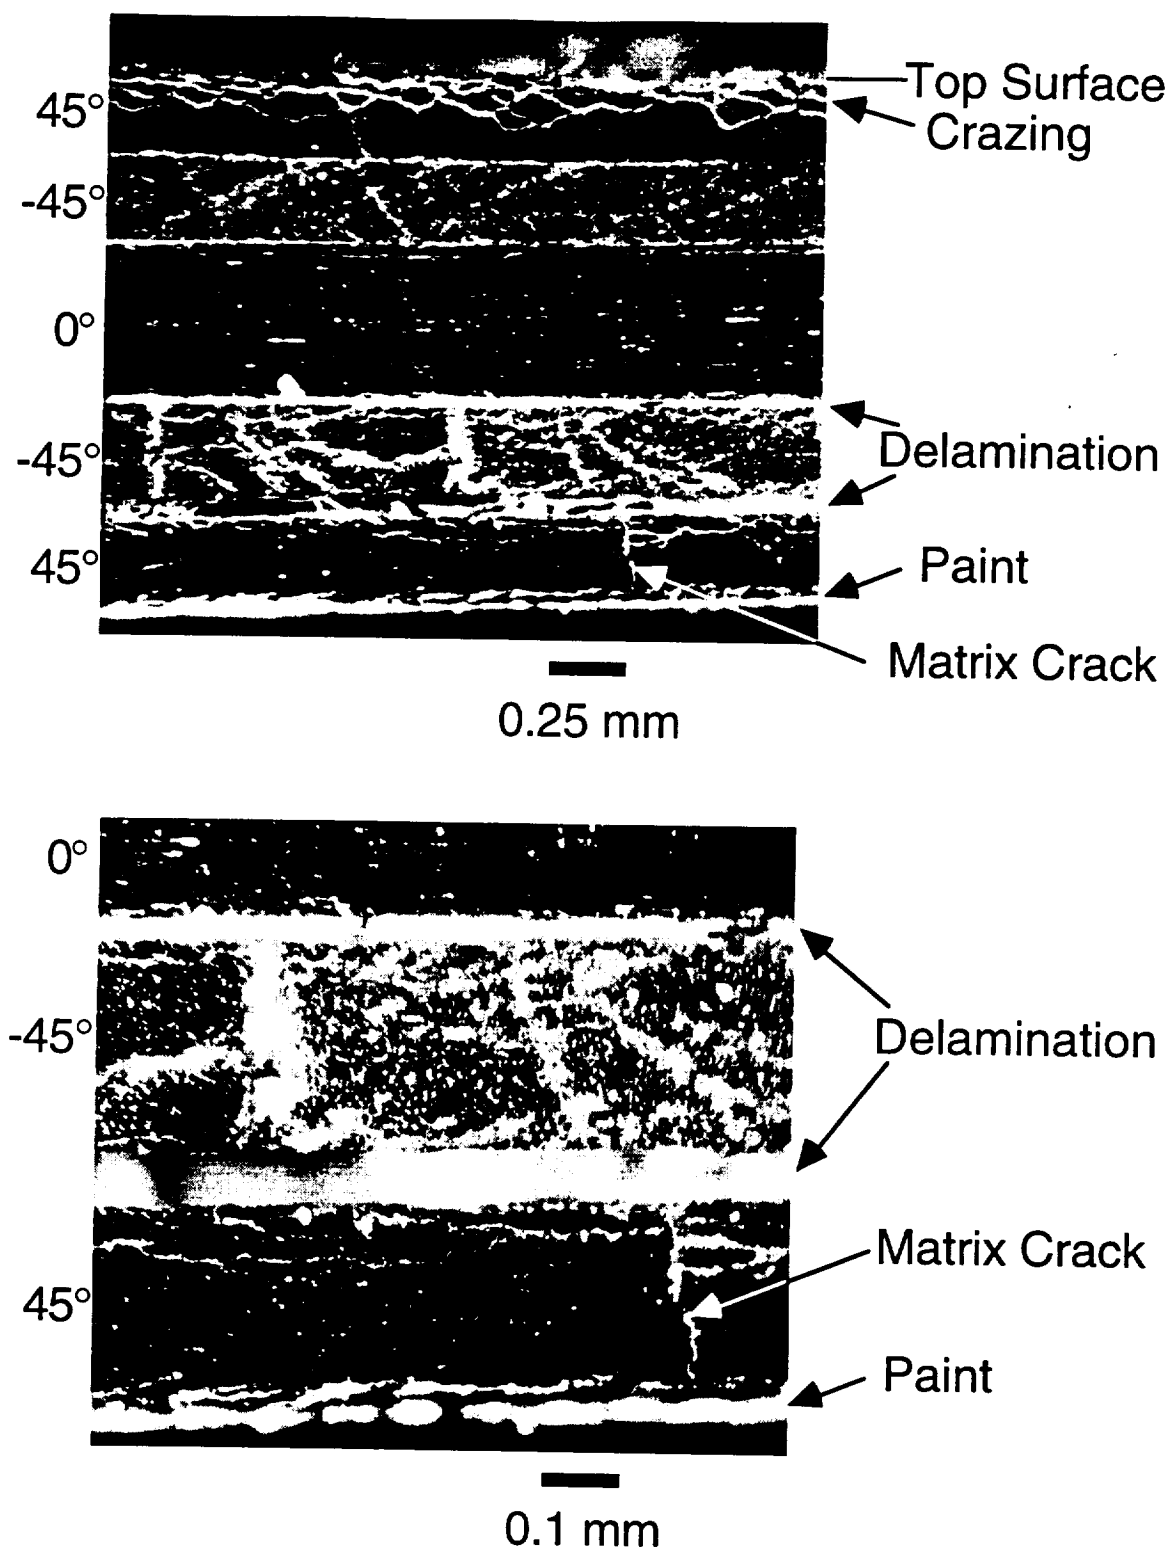 Top Surface
45°
Crazing
-45°
0°
Delamination
-45°
45°
Paint
Matrix Crack
0.25 mm
0°
-45°
Delamination
Matrix Crack
45°
Paint
0.1 mm